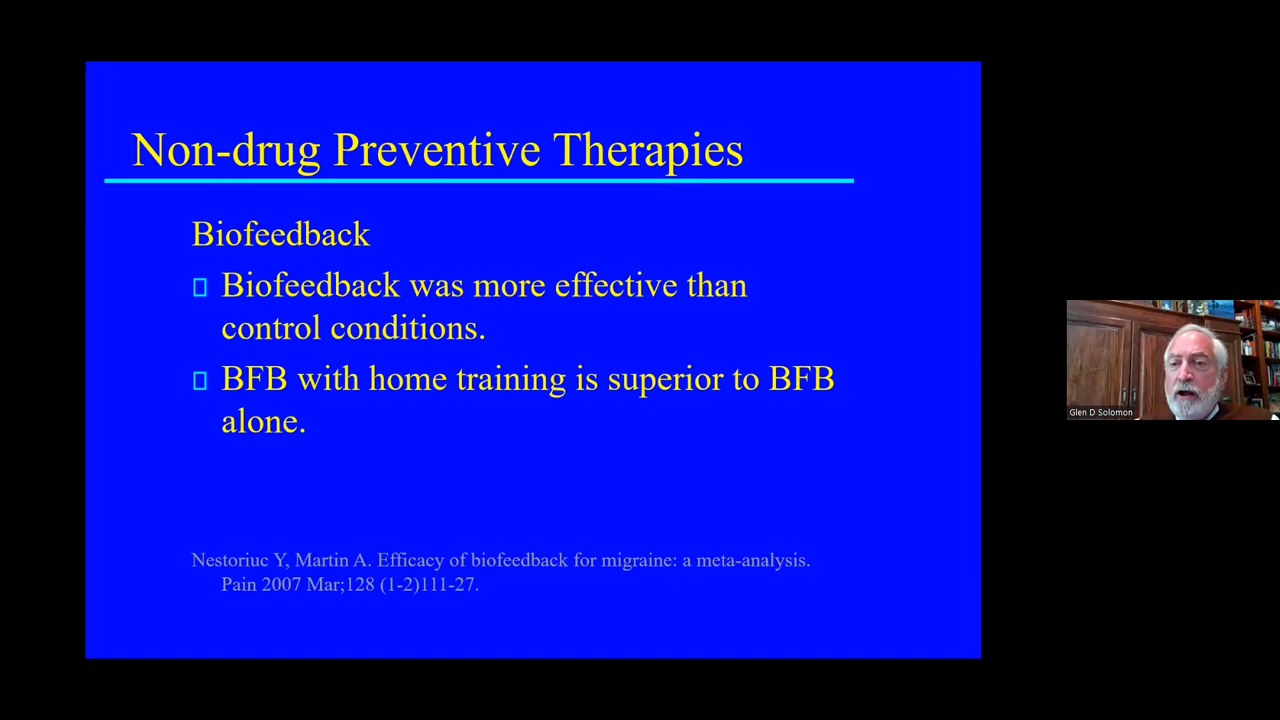 Non-drug Preventive Therapies
Biofeedback
Biofeedback was more effective than
control conditions.
BFB with home training is superior to BFB
alone.
Nestoriuc Y, Martin A. Efficacy of biofeedback for migraine: a meta-analysis.
Pain 2007 Mar;128 (1-2)111-27.
Glen D Solomon